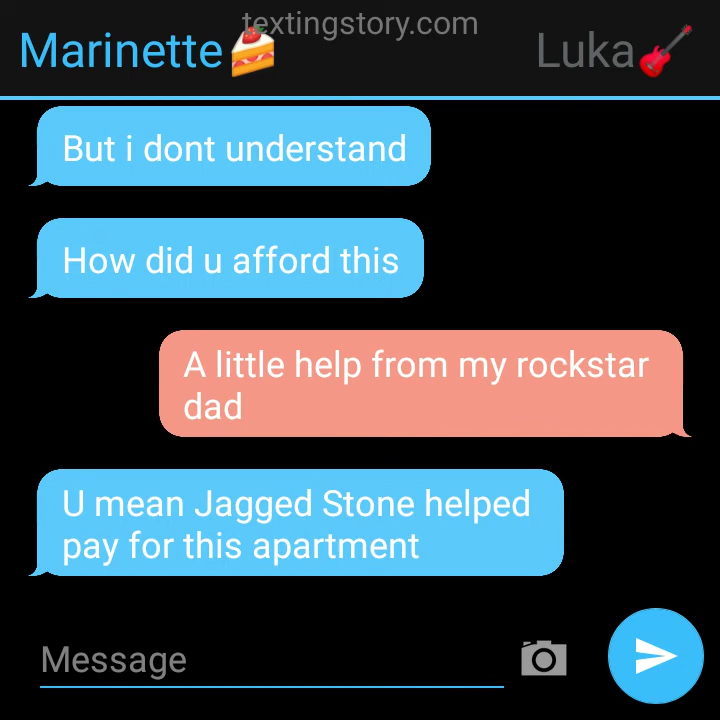 textingstory.com
Marinette🍰 Luka🎸
But i dont understand
How did u afford this
A little help from my rockstar
dad
U mean Jagged Stone helped
pay for this apartment
Message